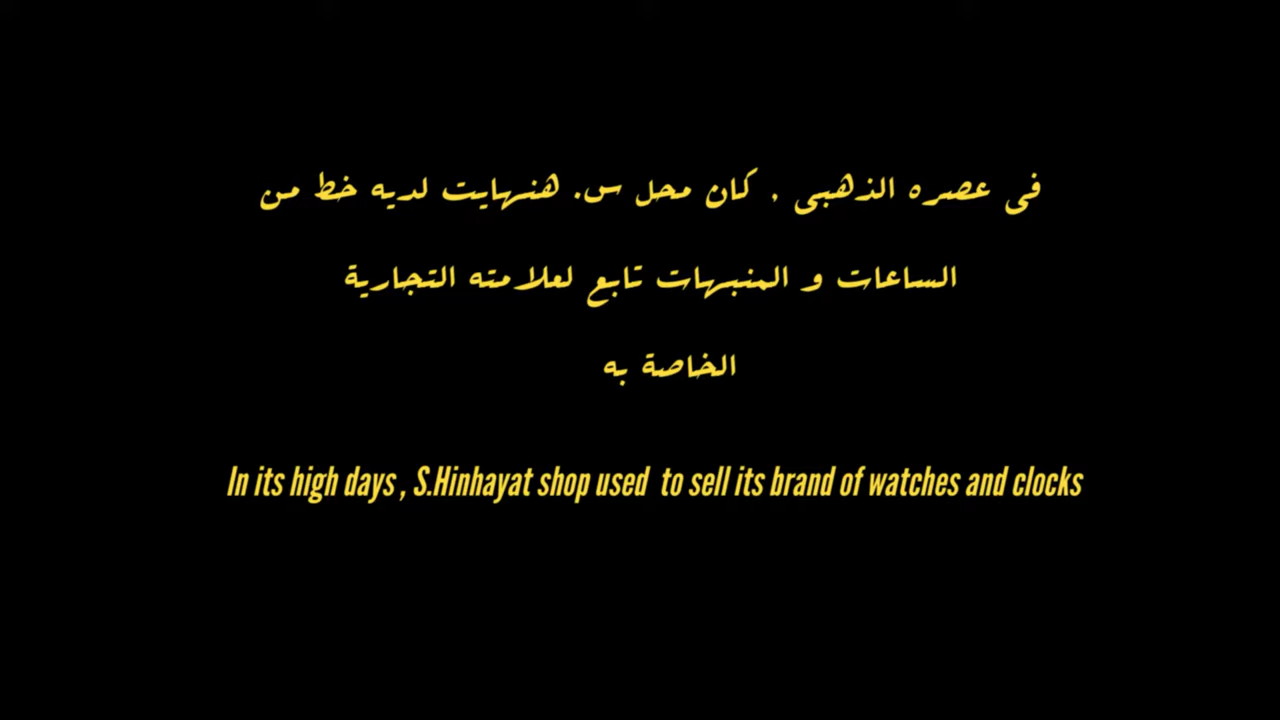 فى عصره الذهبى , كان محل س. هنهايت لديه خط من
الساعات و المنبهات تابع لعلامته التجارية
الخاصة به
In its high days , S.Hinhayat shop used to sell its brand of watches and clocks